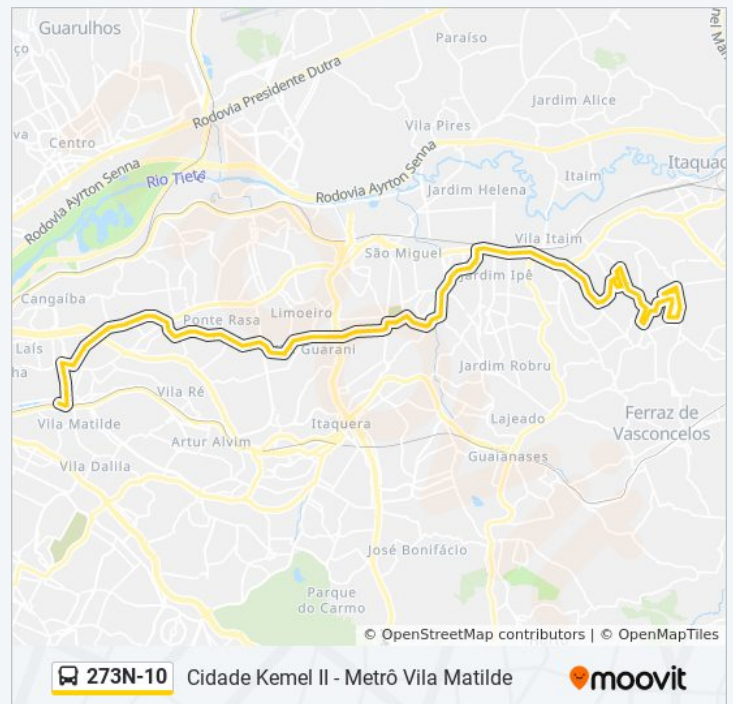 Guarulhos
Paraíso
Rodovia Presidente Dutra
Jardim Alice
Vila Pires
Centro
Rodovia Ayrton Senna
Rio Tietê
Rodovia Ayrton Senna
Itaim
Itaquac
Jardim Helena
Vila Itaim
São Miguel
Jardim Ipê
Cangaíba
Ponte Rasa
Limoeiro
Guarani
Laís
Jardim Robru
Vila Ré
Itaquera
Lajeado
Ferraz de
Vasconcelos
Vila Matilde
Artur Alvim
Guaianases
Vila Dalila
José Bonifácio
Parque
do Carmo
© OpenStreetMap contributors | © OpenMapTiles
273N-10 Cidade Kemel II - Metrô Vila Matilde moovit